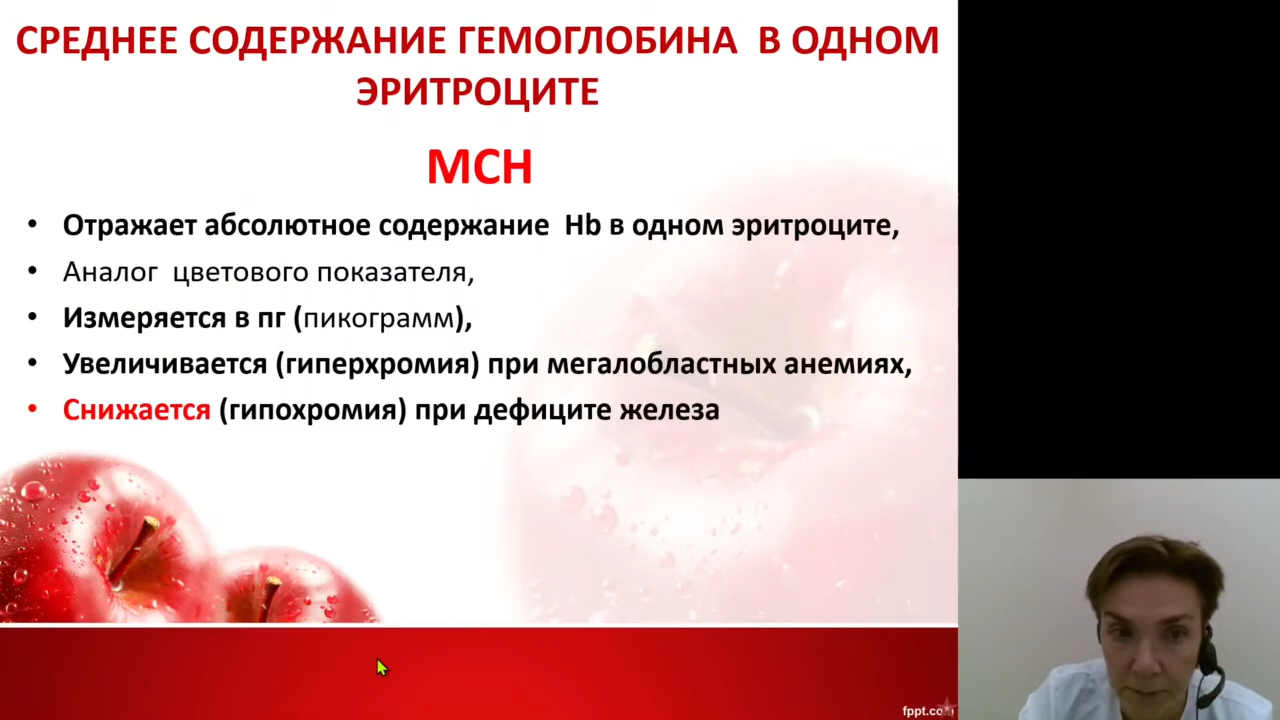 СРЕДНЕЕ СОДЕРЖАНИЕ ГЕМОГЛОБИНА В ОДНОМ
ЭРИТРОЦИТЕ
МСН
• Отражает абсолютное содержание Hb в одном эритроците,
• Аналог цветового показателя,
• Измеряется в пг (пикограмм),
• Увеличивается (гиперхромия) при мегалобластных анемиях,
• Снижается (гипохромия) при дефиците железа
fppt.com